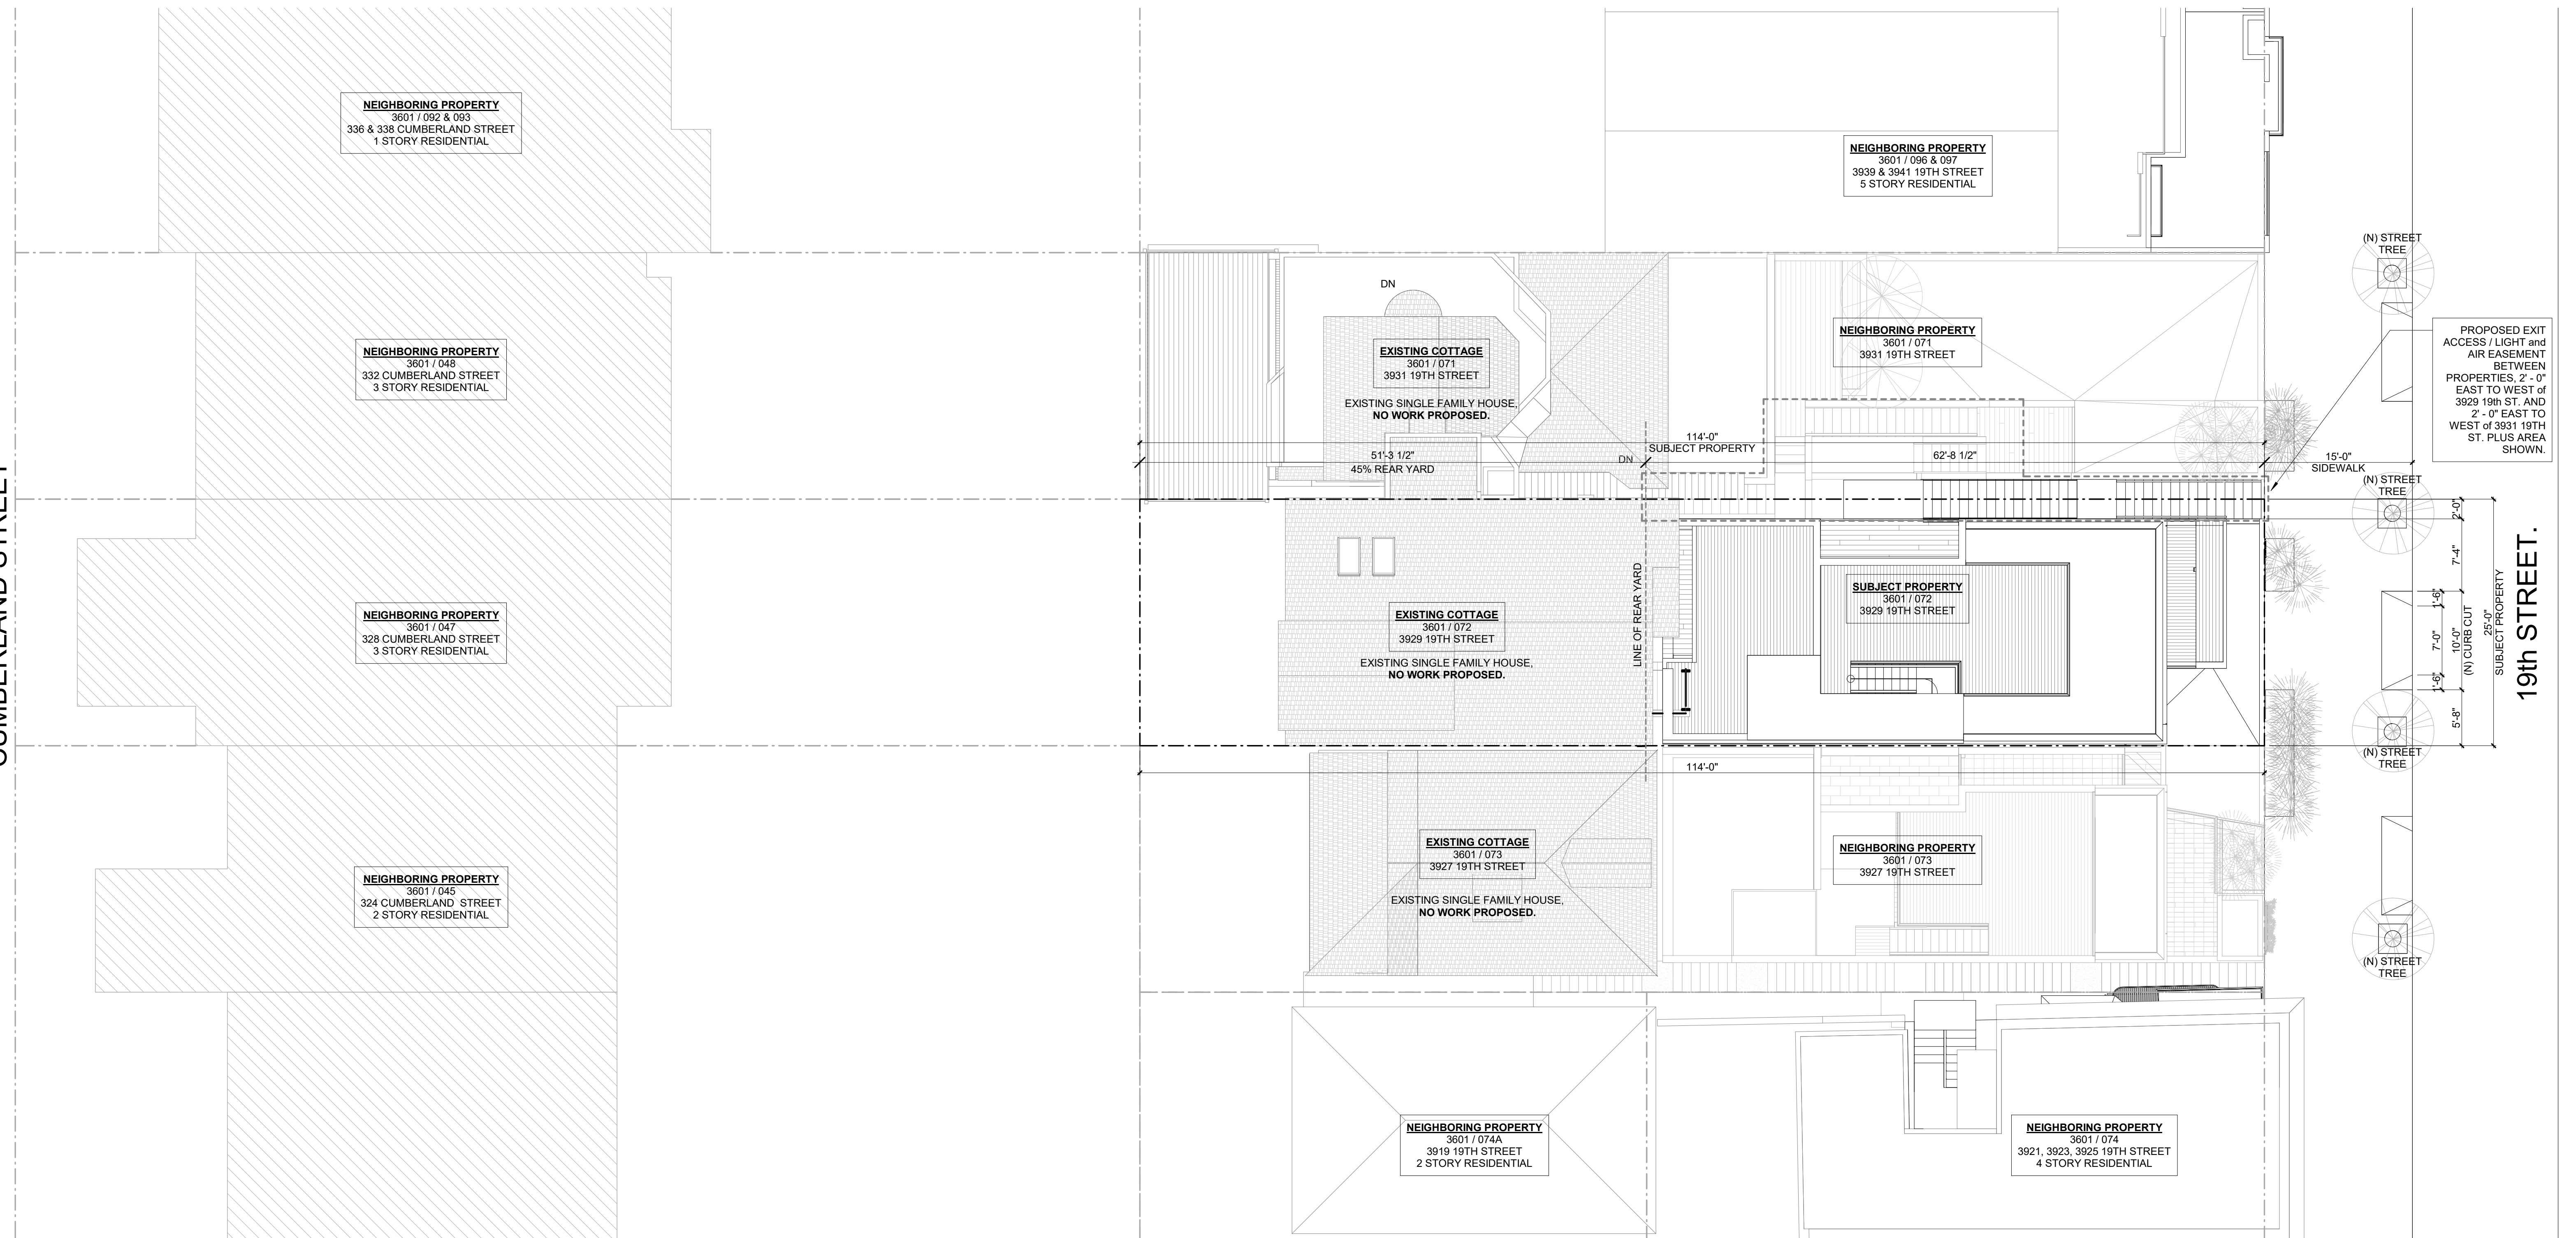 NEIGHBORING PROPERTY
3601 / 092 & 093
336 & 338 CUMBERLAND STREET
1 STORY RESIDENTIAL
NEIGHBORING PROPERTY
3601 / 096 & 097
3939 & 3941 19TH STREET
5 STORY RESIDENTIAL
(N) STREET
TREE
DN
NEIGHBORING PROPERTY
3601 / 048
332 CUMBERLAND STREET
3 STORY RESIDENTIAL
EXISTING COTTAGE
3601 / 071
3931 19TH STREET
EXISTING SINGLE FAMILY HOUSE,
NO WORK PROPOSED.
NEIGHBORING PROPERTY
3601 / 071
3931 19TH STREET
PROPOSED EXIT
ACCESS / LIGHT and
AIR EASEMENT
BETWEEN
PROPERTIES, 2' - 0"
EAST TO WEST of
3929 19th ST. AND
2' - 0" EAST TO
WEST of 3931 19TH
ST. PLUS AREA
SHOWN.
114'-0"
SUBJECT PROPERTY
51'-3 1/2"
45% REAR YARD
DN
62'-8 1/2"
15'-0"
SIDEWALK
(N) STREET
TREE
CUMBERLAND STREET
NEIGHBORING PROPERTY
3601 / 047
328 CUMBERLAND STREET
3 STORY RESIDENTIAL
EXISTING COTTAGE
3601 / 072
3929 19TH STREET
EXISTING SINGLE FAMILY HOUSE,
NO WORK PROPOSED.
LINE OF REAR YARD
SUBJECT PROPERTY
3601 / 072
3929 19TH STREET
2'-0"
7'-4"
1'-6"
7'-0"
1'-6"
10'-0"
(N) CURB CUT
5'-8"
25'-0"
SUBJECT PROPERTY
19th STREET.
(N) STREET
TREE
114'-0"
NEIGHBORING PROPERTY
3601 / 045
324 CUMBERLAND STREET
2 STORY RESIDENTIAL
EXISTING COTTAGE
3601 / 073
3927 19TH STREET
EXISTING SINGLE FAMILY HOUSE,
NO WORK PROPOSED.
NEIGHBORING PROPERTY
3601 / 073
3927 19TH STREET
(N) STREET
TREE
NEIGHBORING PROPERTY
3601 / 074A
3919 19TH STREET
2 STORY RESIDENTIAL
NEIGHBORING PROPERTY
3601 / 074
3921, 3923, 3925 19TH STREET
4 STORY RESIDENTIAL